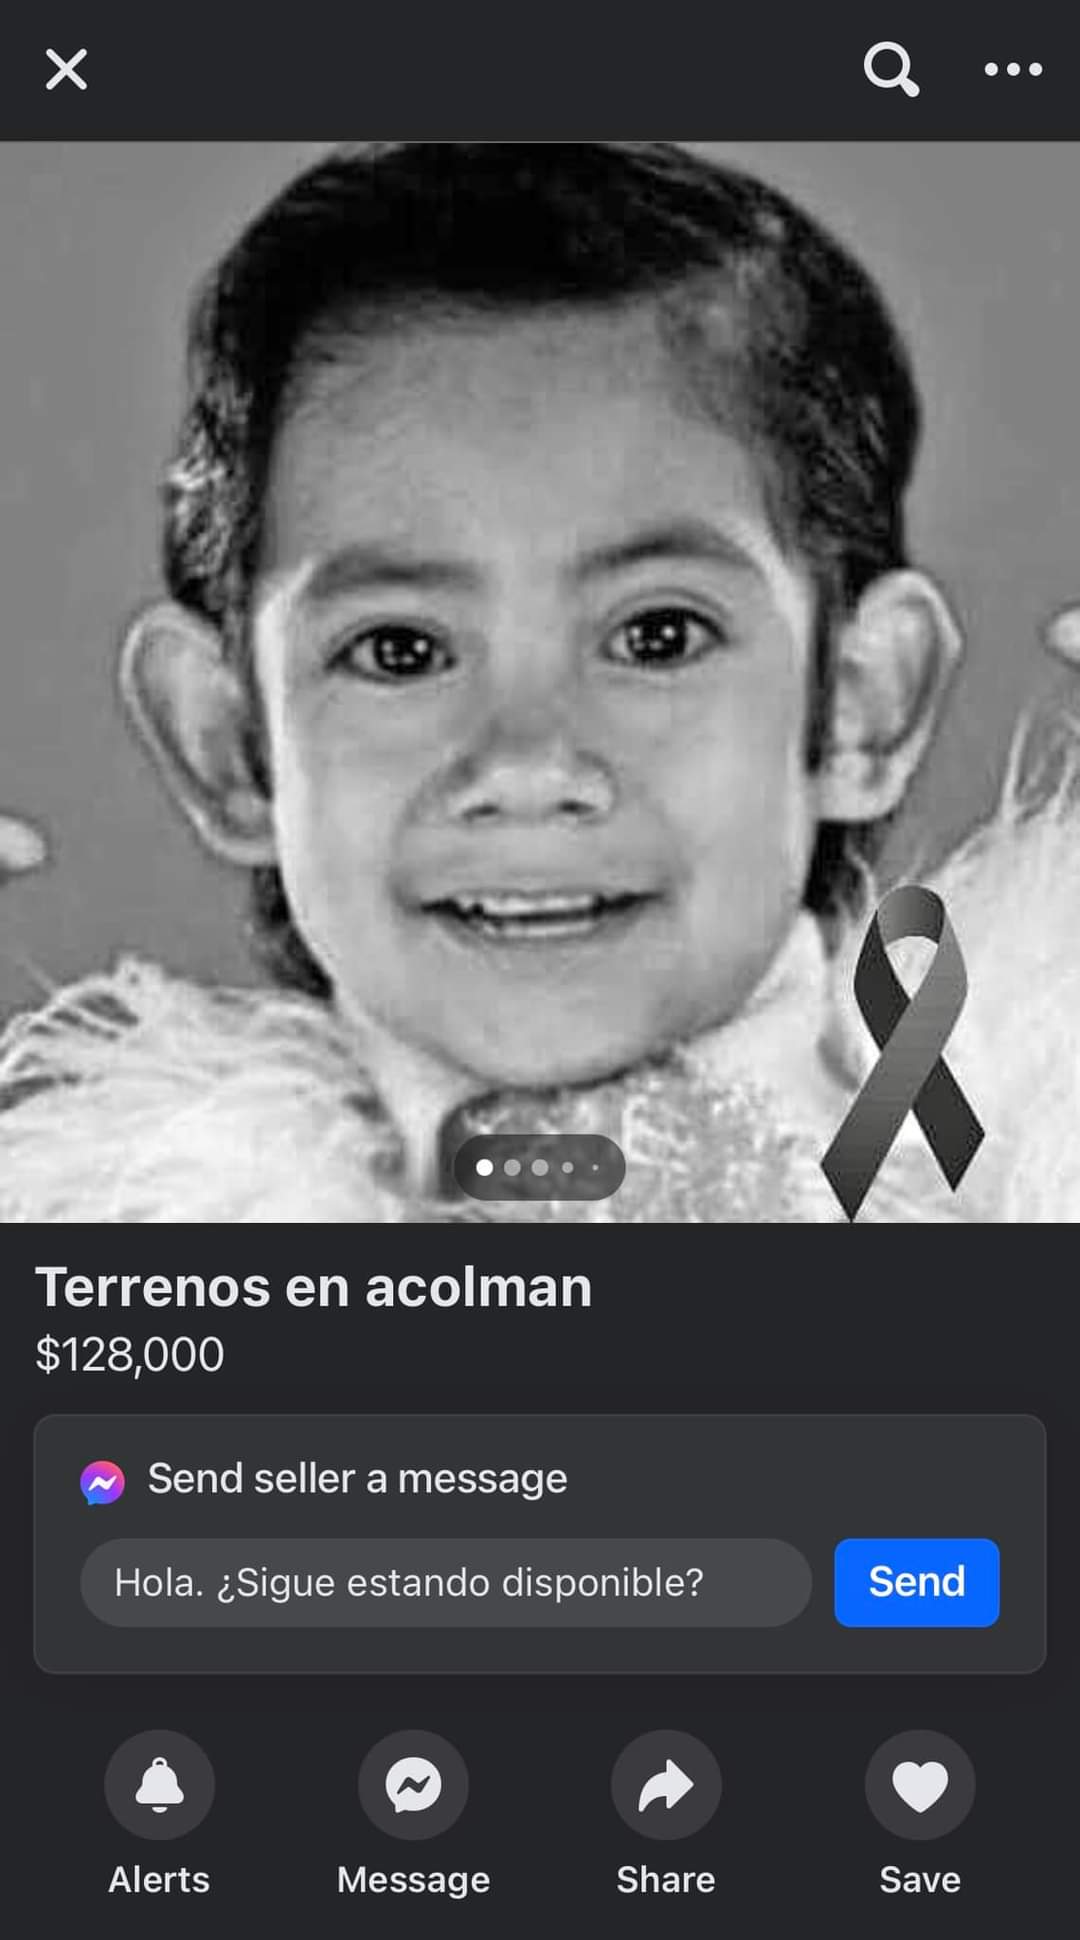 Terrenos en acolman
$128,000
Send seller a message
Hola. ¿Sigue estando disponible?
Send
Alerts
Message
Share
Save